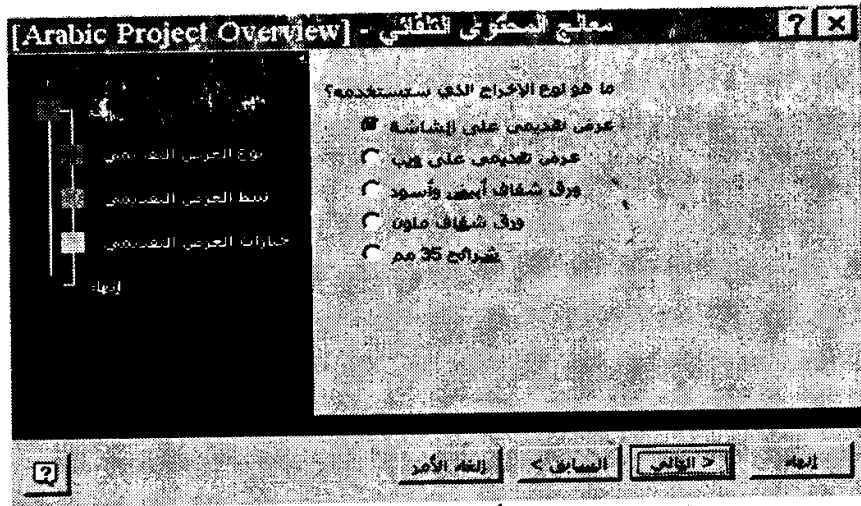 معالج المحتوى التلقائي - [Arabic Project Overview]
ما هو نوع الإخراج الذي ستستخدمه؟
عرض تقديمي على الشاشة
عرض تقديمي على ويب
ورق شفاف أبيض وأسود
ورق شفاف ملون
شرائح 35 مم
نوع العرض التقديمي
نمط العرض التقديمي
خيارات العرض التقديمي
إنهاء
إنهاء
التالي >
السابق <
إلغاء الأمر